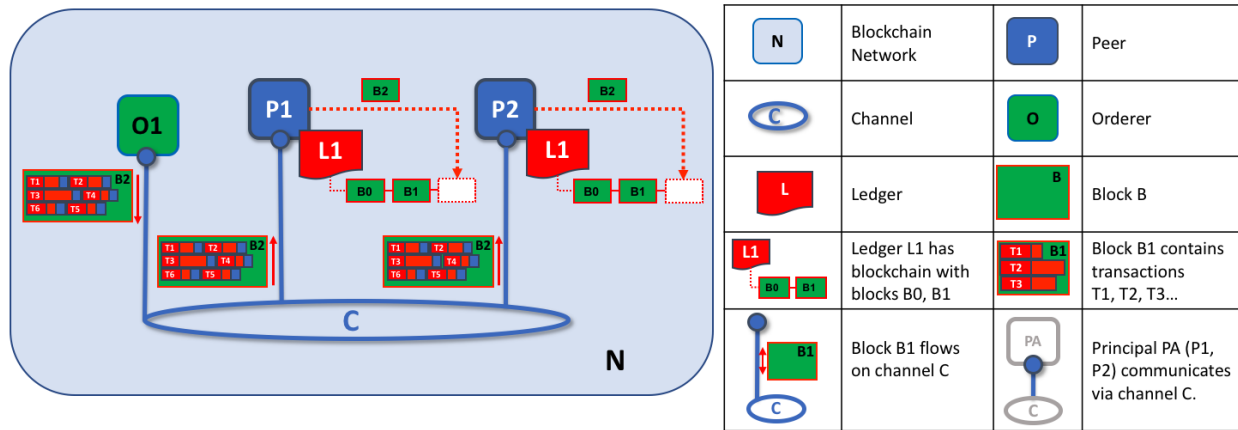 B2
B2
O1
P1
P2
L1
L1
B0 B1
B0 B1
T1 T2 B2
T3 T4
T6 T5
T1 T2 B2
T3 T4
T6 T5
T1 T2 B2
T3 T4
T6 T5
C
N
N
Blockchain
Network
P
Peer
C
Channel
O
Orderer
L
Ledger
B
Block B
L1
B0 B1
Ledger L1 has
blockchain with
blocks B0, B1
T1 B1
T2
T3
Block B1 contains
transactions
T1, T2, T3...
B1
C
Block B1 flows
on channel C
PA
C
Principal PA (P1,
P2) communicates
via channel C.